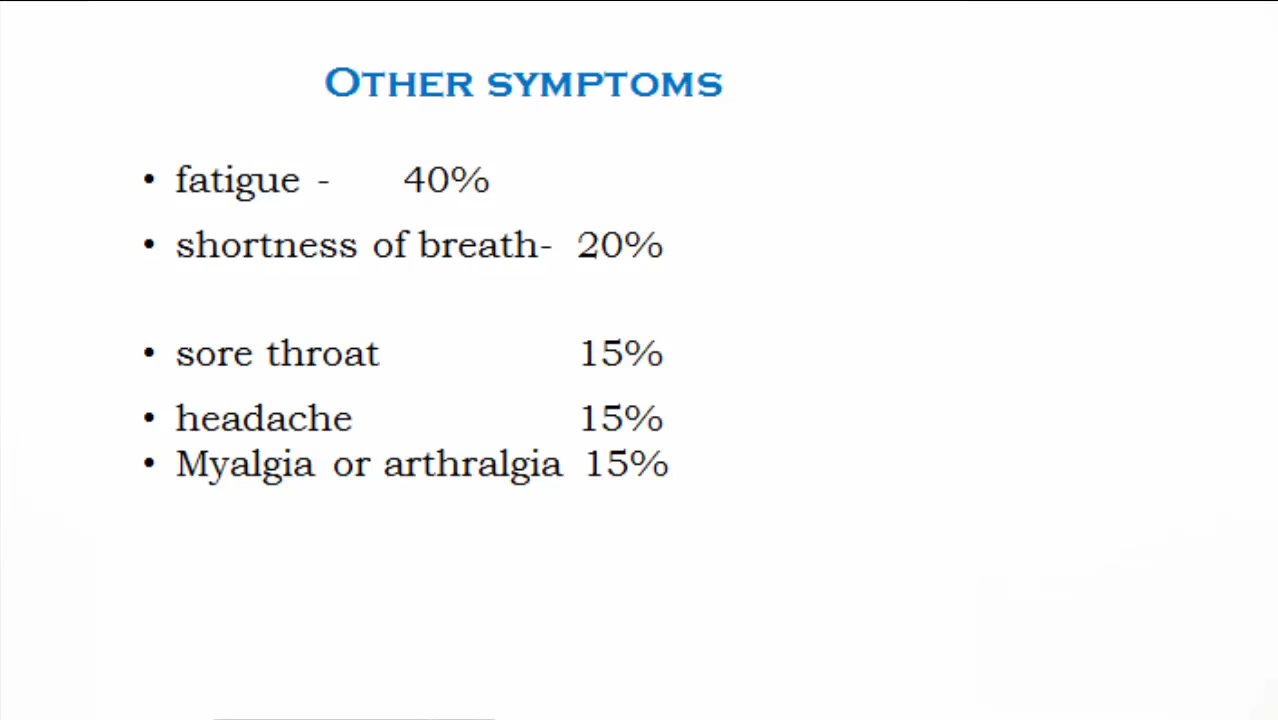 Other symptoms
• fatigue - 40%
• shortness of breath- 20%
• sore throat 15%
• headache 15%
• Myalgia or arthralgia 15%